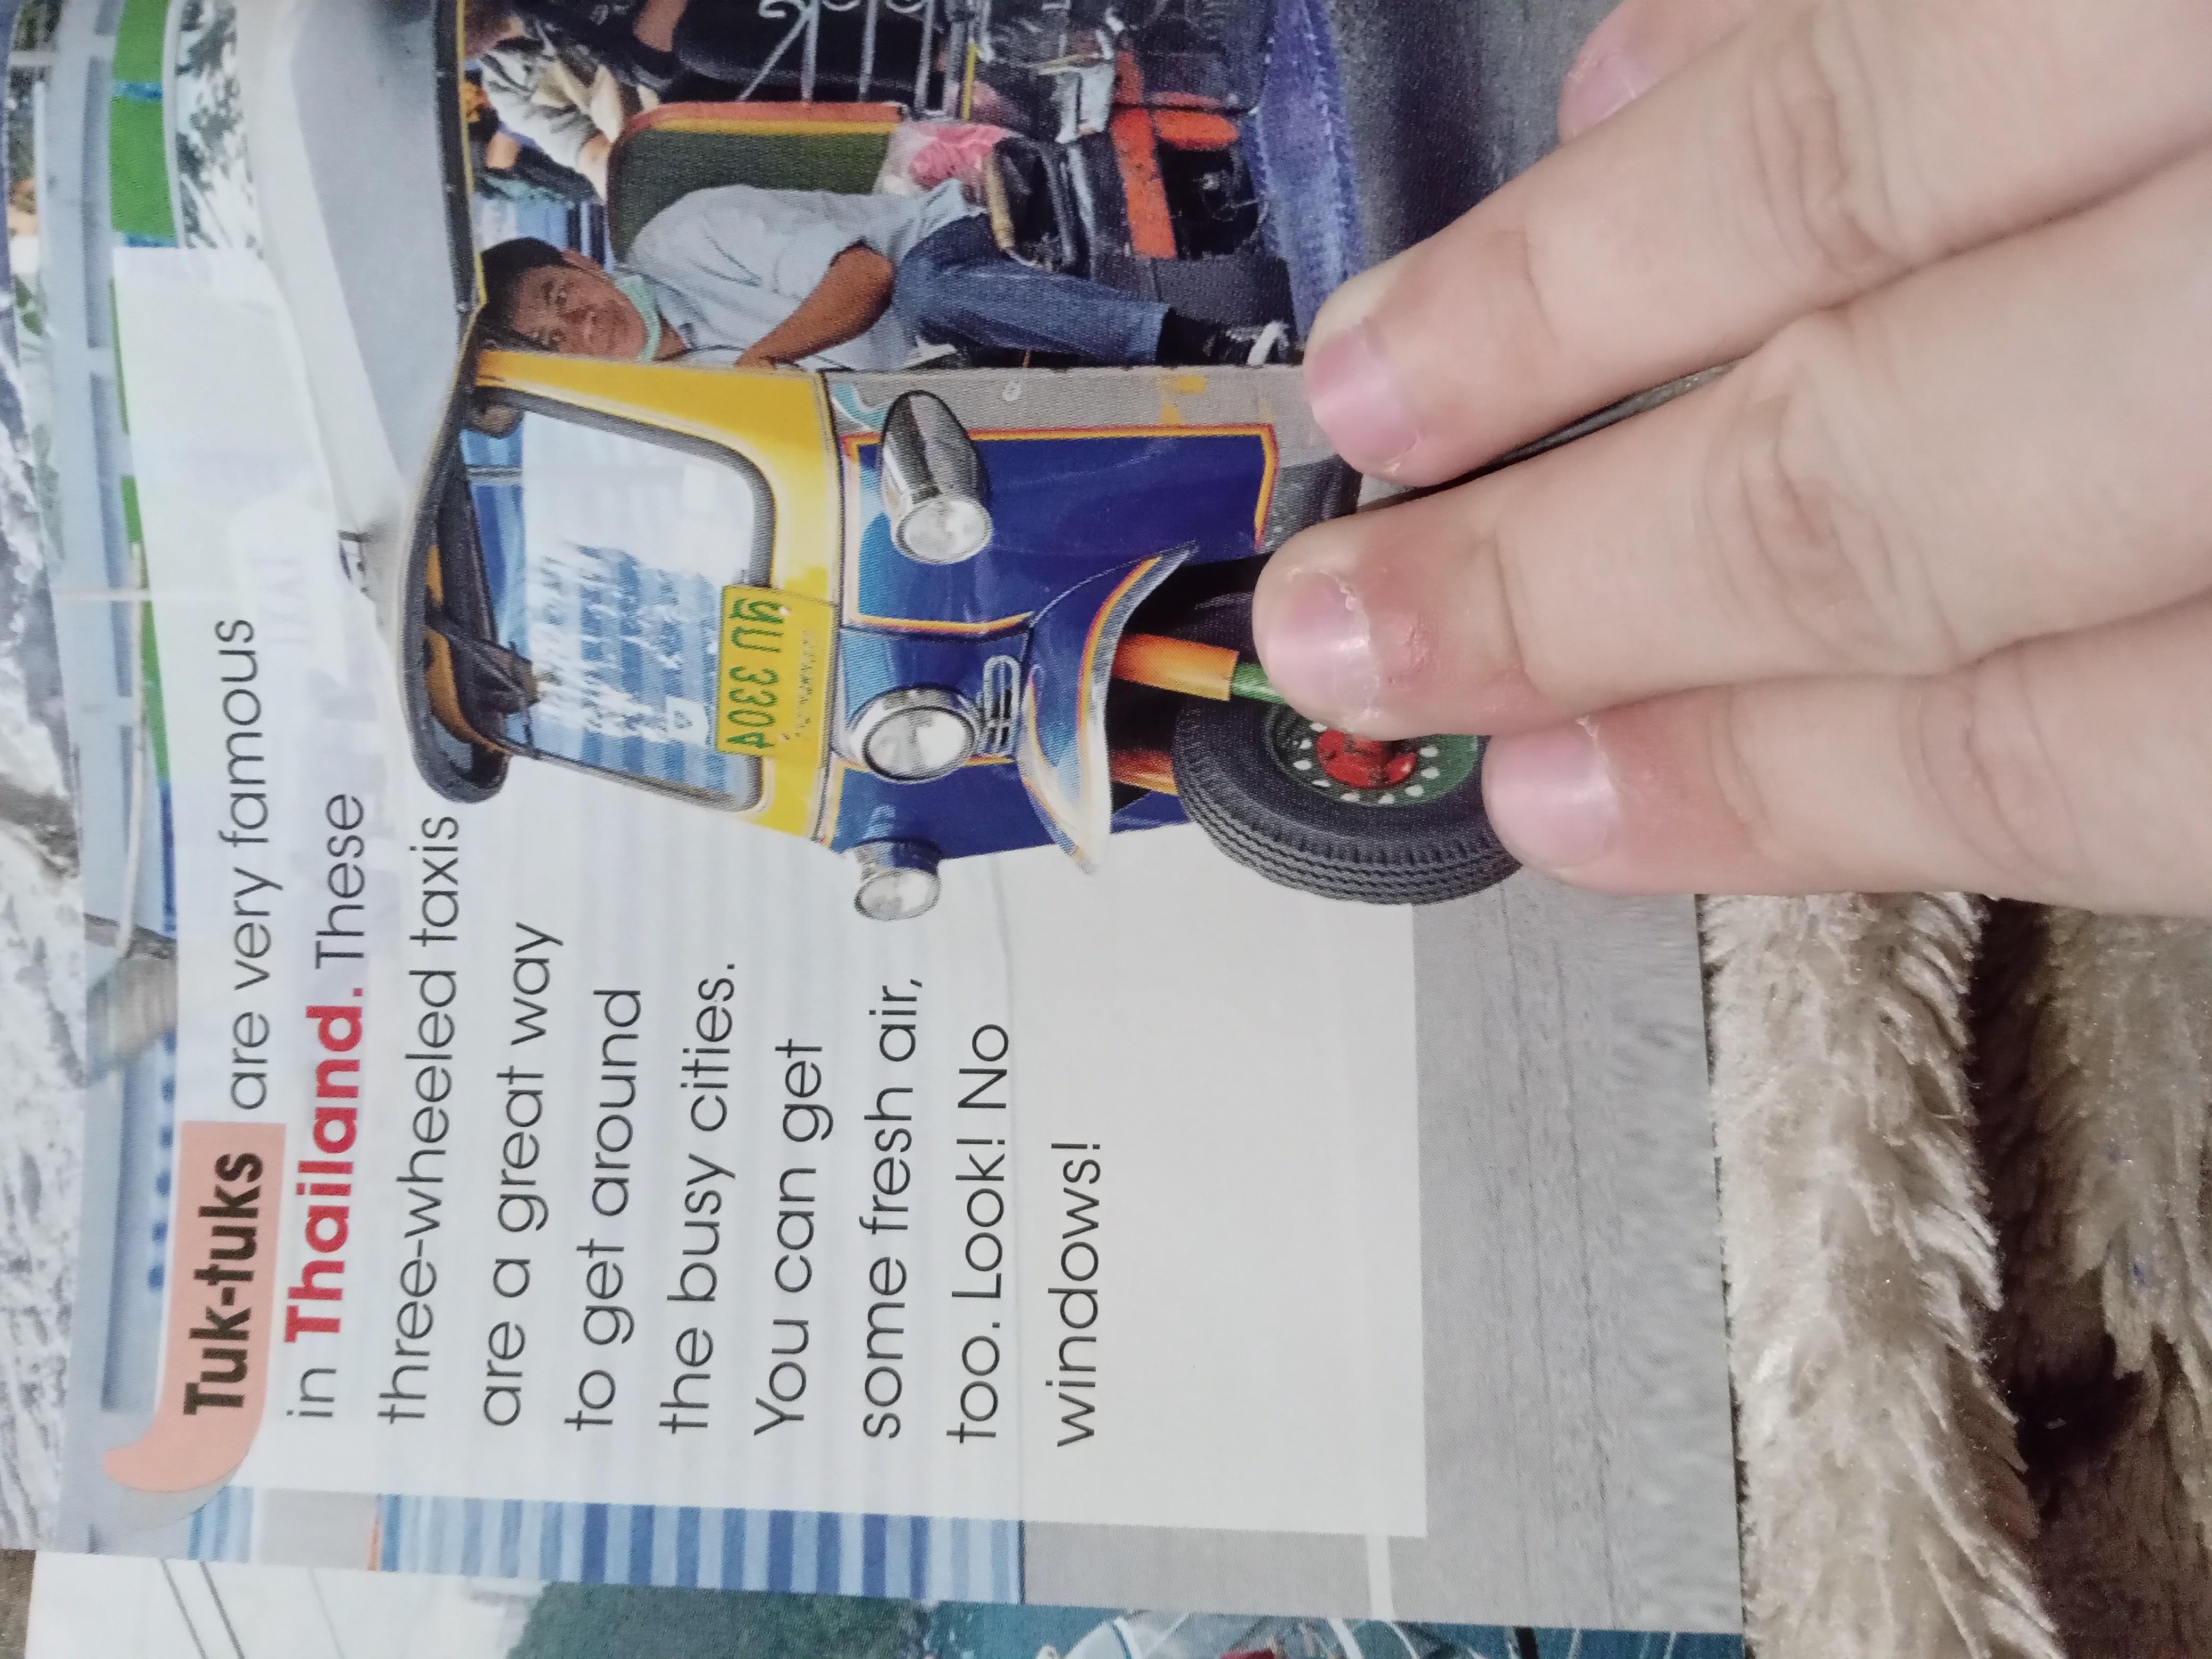 Tuk-tuks are very famous
in Thailand. These
three-wheeled taxis
are a great way
to get around
the busy cities.
You can get
some fresh air,
too. Look! No
windows!
3304